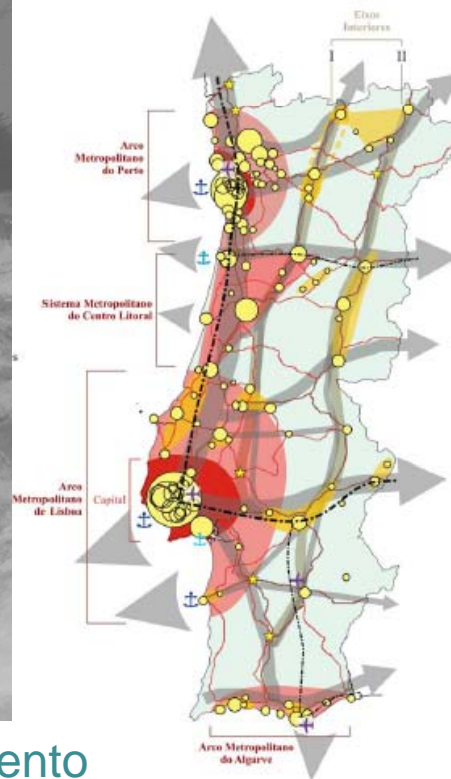 Eixos
Interiores
I II
Arco
Metropolitano
do Porto
Sistema Metropolitano
do Centro Litoral
s
Arco
Metropolitano
de Lisboa
Capital
Arco Metropolitano
do Algarve
ento